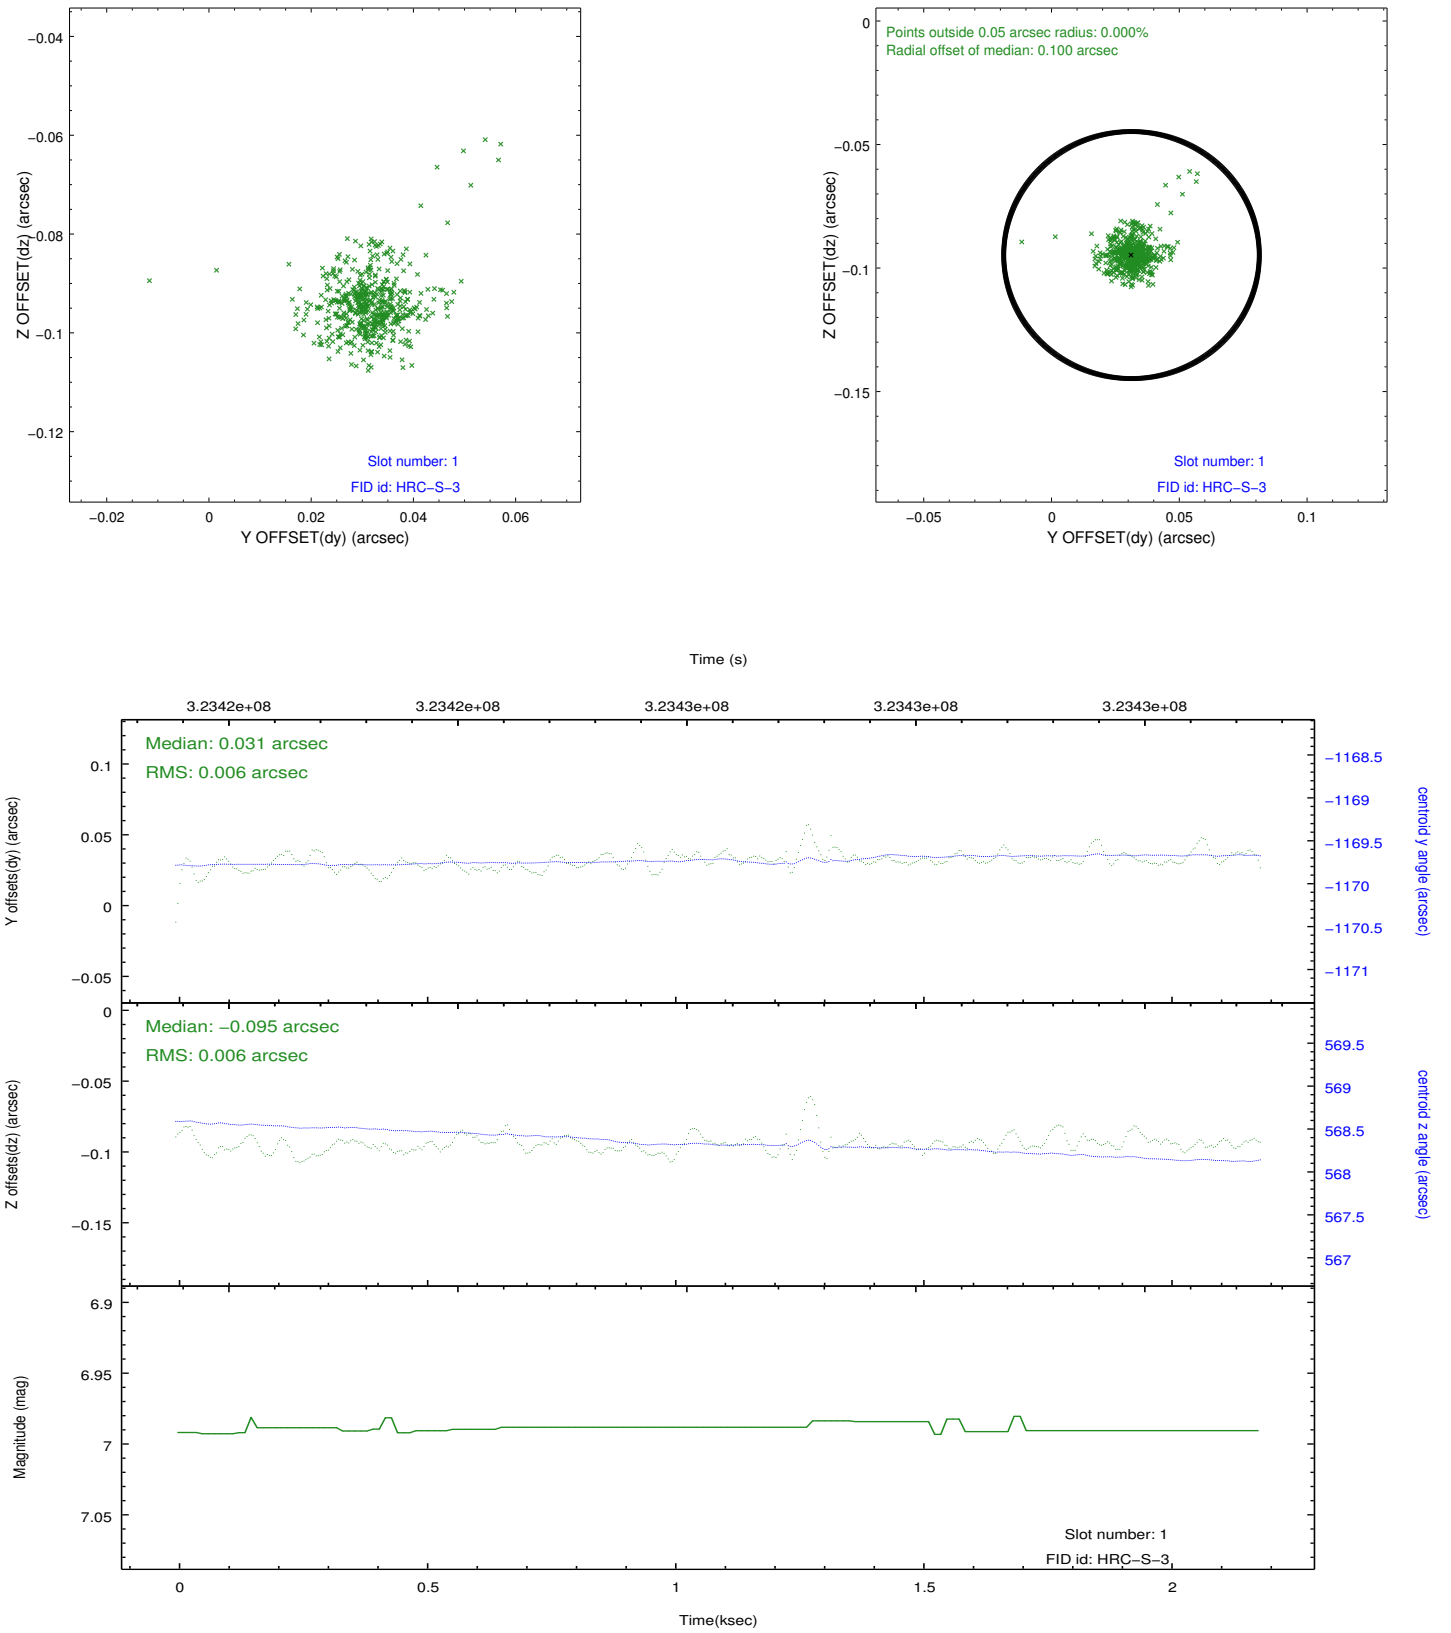 −0.04
−0.06
−0.08
−0.1
−0.12
Z OFFSET(dz) (arcsec)
Slot number: 1
FID id: HRC−S−3
−0.02 0 0.02 0.04 0.06
Y OFFSET(dy) (arcsec)
Points outside 0.05 arcsec radius: 0.000%
Radial offset of median: 0.100 arcsec
0
−0.05
−0.1
−0.15
Z OFFSET(dz) (arcsec)
Slot number: 1
FID id: HRC−S−3
−0.05 0 0.05 0.1
Y OFFSET(dy) (arcsec)
Time (s)
3.2342e+08 3.2342e+08 3.2343e+08 3.2343e+08 3.2343e+08
Median: 0.031 arcsec
RMS: 0.006 arcsec
0.1
0.05
0
−0.05
Y offsets(dy) (arcsec)
−1168.5
−1169
−1169.5
−1170
−1170.5
−1171
centroid y angle (arcsec)
Median: −0.095 arcsec
RMS: 0.006 arcsec
0
−0.05
−0.1
−0.15
Z offsets(dz) (arcsec)
569.5
569
568.5
568
567.5
567
centroid z angle (arcsec)
6.9
6.95
7
7.05
Magnitude (mag)
Slot number: 1
FID id: HRC−S−3
0 0.5 1 1.5 2
Time(ksec)